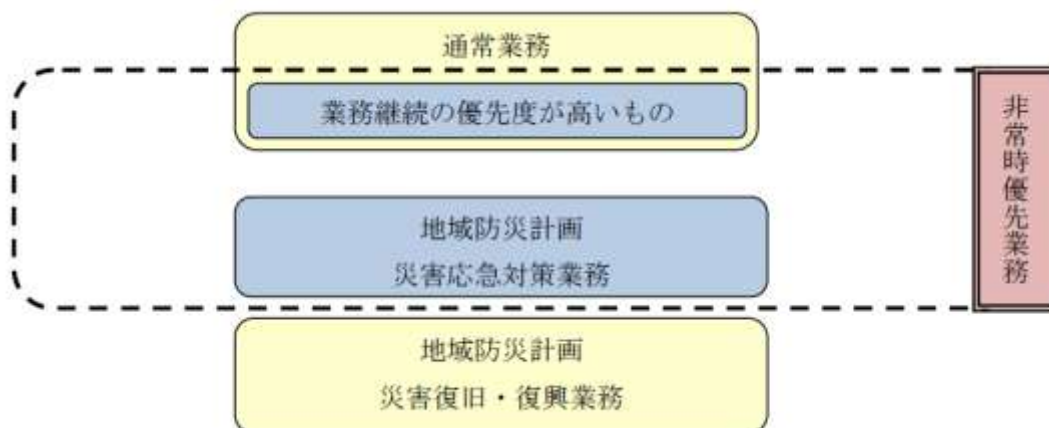 通常業務
業務継続の優先度が高いもの
非常時優先業務
地域防災計画
災害応急対策業務
地域防災計画
災害復旧・復興業務